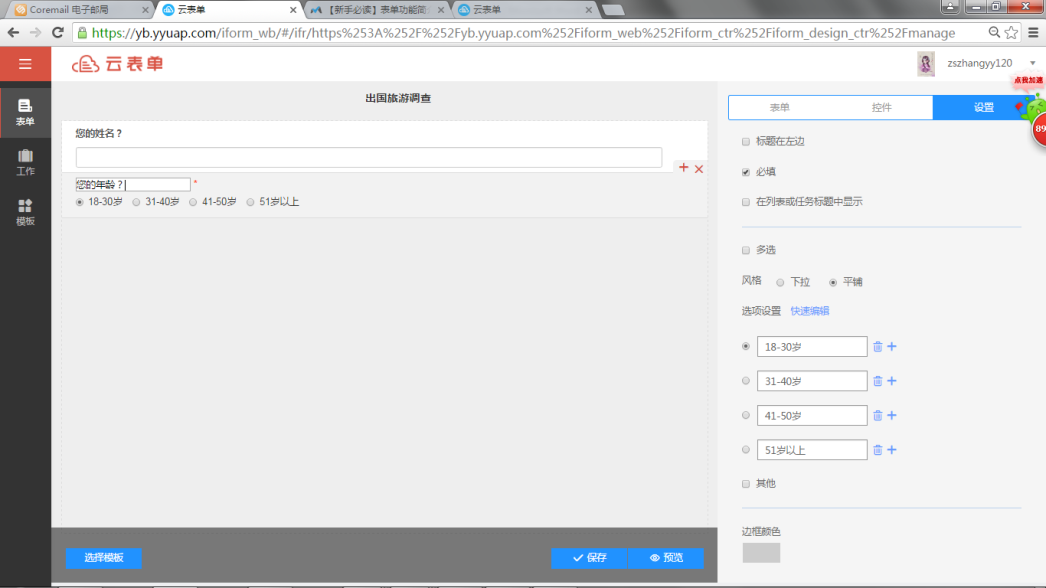 Coremail 电子邮局
云表单
【新手必读】表单功能简
云表单
https://yb.yyuap.com/iform_wb/#/ifr/https%253A%252F%252Fyb.yyuap.com%252Fiform_web%252Fiform_ctr%252Fiform_design_ctr%252Fmanage
云表单
zszhangyy120
点我加速
89
表单
工作
模板
出国旅游调查
您的姓名？
您的年龄？ *
18-30岁 31-40岁 41-50岁 51岁以上
选择模板
保存
预览
表单 控件 设置
标题在左边
必填
在列表或任务标题中显示
多选
风格 下拉 平铺
选项设置 快速编辑
18-30岁
31-40岁
41-50岁
51岁以上
其他
边框颜色